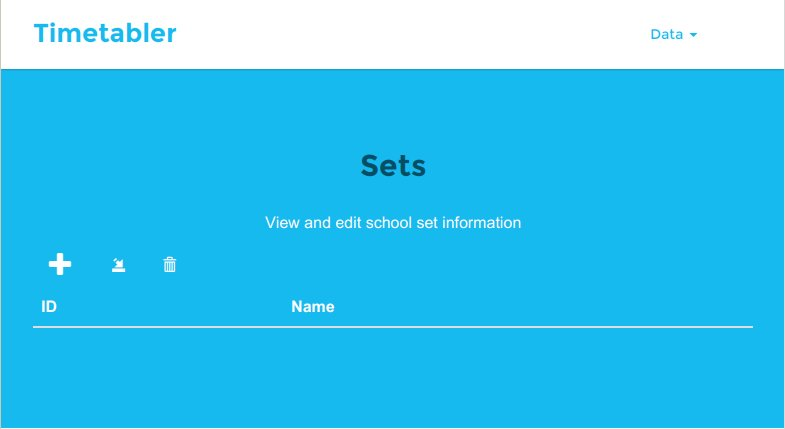 Timetabler
Data
Sets
View and edit school set information
ID Name